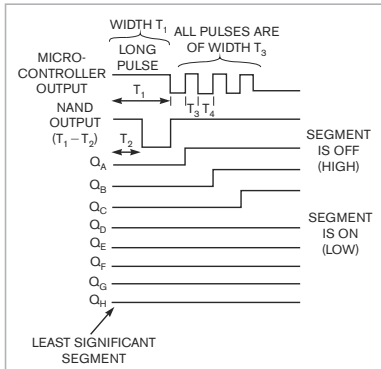 WIDTH T1
ALL PULSES ARE
OF WIDTH T3
LONG
PULSE
MICRO-
CONTROLLER
OUTPUT
T1
T3 T4
NAND
OUTPUT
(T1−T2)
T2
SEGMENT
IS OFF
(HIGH)
QA
QB
QC
QD
QE
QF
QG
QH
SEGMENT
IS ON
(LOW)
LEAST SIGNIFICANT
SEGMENT